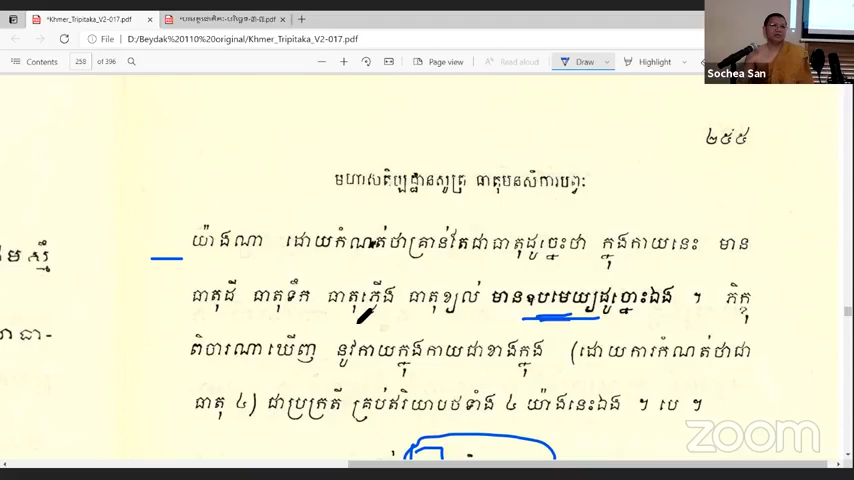 *Khmer_Tripitaka_V2-017.pdf
File | D:/Beydak%20110%20original/Khmer_Tripitaka_V2-017.pdf
Contents 258 of 396 Page view Read aloud Draw Highlight
Sochea San
២៥៥
មហាសតិប្បដ្ឋានសូត្រ ធាតុមនសិការបព្វៈ
យ៉ាងណា ដោយកំណត់ថាគ្រាន់តែជាធាតុដូច្នេះថា ក្នុងកាយនេះ មាន
ធាតុដី ធាតុទឹក ធាតុភ្លើង ធាតុខ្យល់ មានឧបមេយ្យដូច្នោះឯង ។ ភិក្ខុ
ពិចារណាឃើញ នូវកាយក្នុងកាយជាខាងក្នុង (ដោយការកំណត់ថាជា
ធាតុ ៤) ជាប្រក្រតី គ្រប់ឥរិយាបថទាំង ៤ យ៉ាងនេះឯង ។ បេ ។
zoom